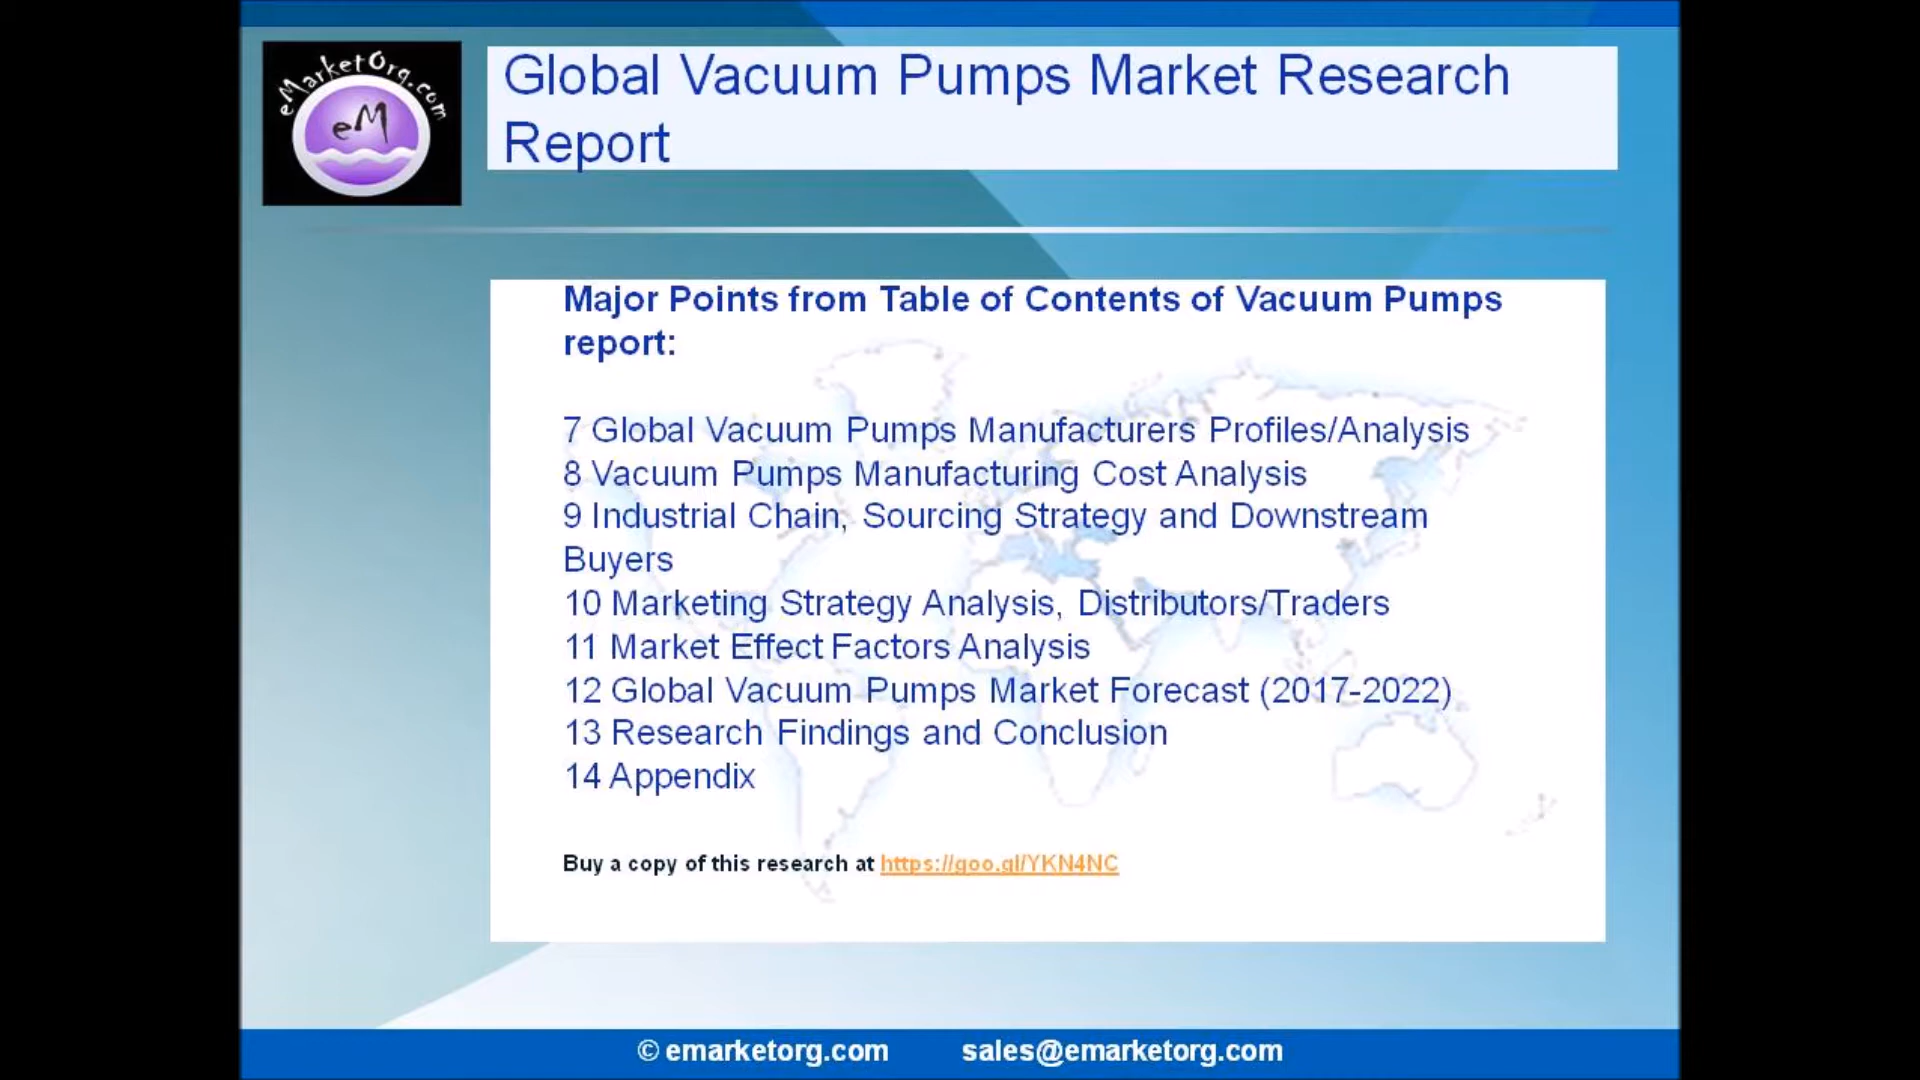 eMarketOrg.com
eM
Global Vacuum Pumps Market Research
Report
Major Points from Table of Contents of Vacuum Pumps
report:
7 Global Vacuum Pumps Manufacturers Profiles/Analysis
8 Vacuum Pumps Manufacturing Cost Analysis
9 Industrial Chain, Sourcing Strategy and Downstream
Buyers
10 Marketing Strategy Analysis, Distributors/Traders
11 Market Effect Factors Analysis
12 Global Vacuum Pumps Market Forecast (2017-2022)
13 Research Findings and Conclusion
14 Appendix
Buy a copy of this research at https://goo.gl/YKN4NC
© emarketorg.com sales@emarketorg.com